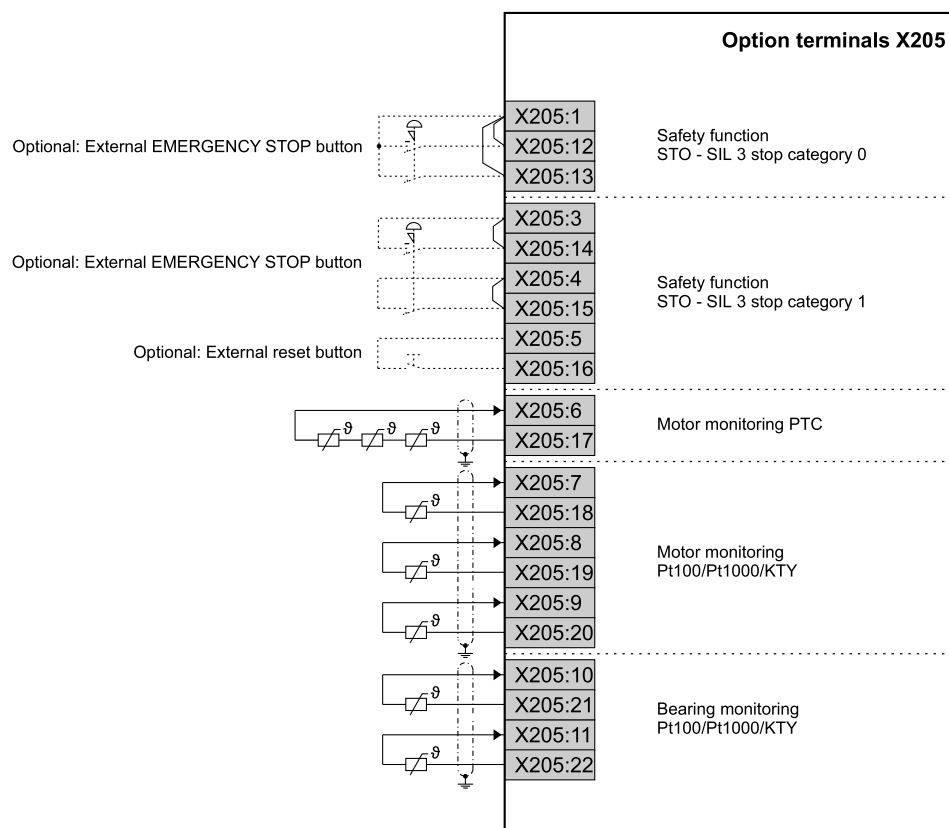 Option terminals X205
Optional: External EMERGENCY STOP button
X205:1
X205:12
X205:13
Safety function
STO - SIL 3 stop category 0
Optional: External EMERGENCY STOP button
Optional: External reset button
X205:3
X205:14
X205:4
X205:15
X205:5
X205:16
Safety function
STO - SIL 3 stop category 1
ϑ ϑ ϑ
X205:6
X205:17
Motor monitoring PTC
X205:7
ϑ
X205:18
X205:8
ϑ
X205:19
X205:9
ϑ
X205:20
Motor monitoring
Pt100/Pt1000/KTY
X205:10
ϑ
X205:21
X205:11
ϑ
X205:22
Bearing monitoring
Pt100/Pt1000/KTY